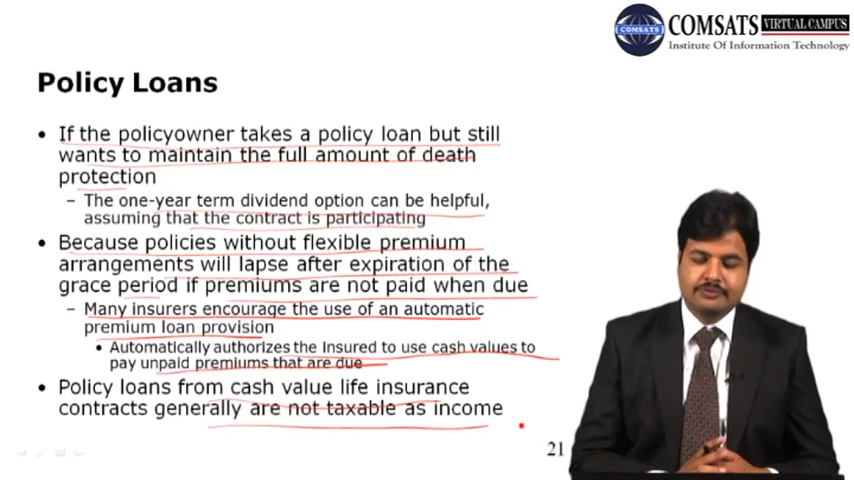 COMSATS
COMSATS VIRTUAL CAMPUS
Institute Of Information Technology
Policy Loans
• If the policyowner takes a policy loan but still
wants to maintain the full amount of death
protection
– The one-year term dividend option can be helpful,
assuming that the contract is participating
• Because policies without flexible premium
arrangements will lapse after expiration of the
grace period if premiums are not paid when due
– Many insurers encourage the use of an automatic
premium loan provision
• Automatically authorizes the Insured to use cash values to
pay unpaid premiums that are due
• Policy loans from cash value life insurance
contracts generally are not taxable as income
21